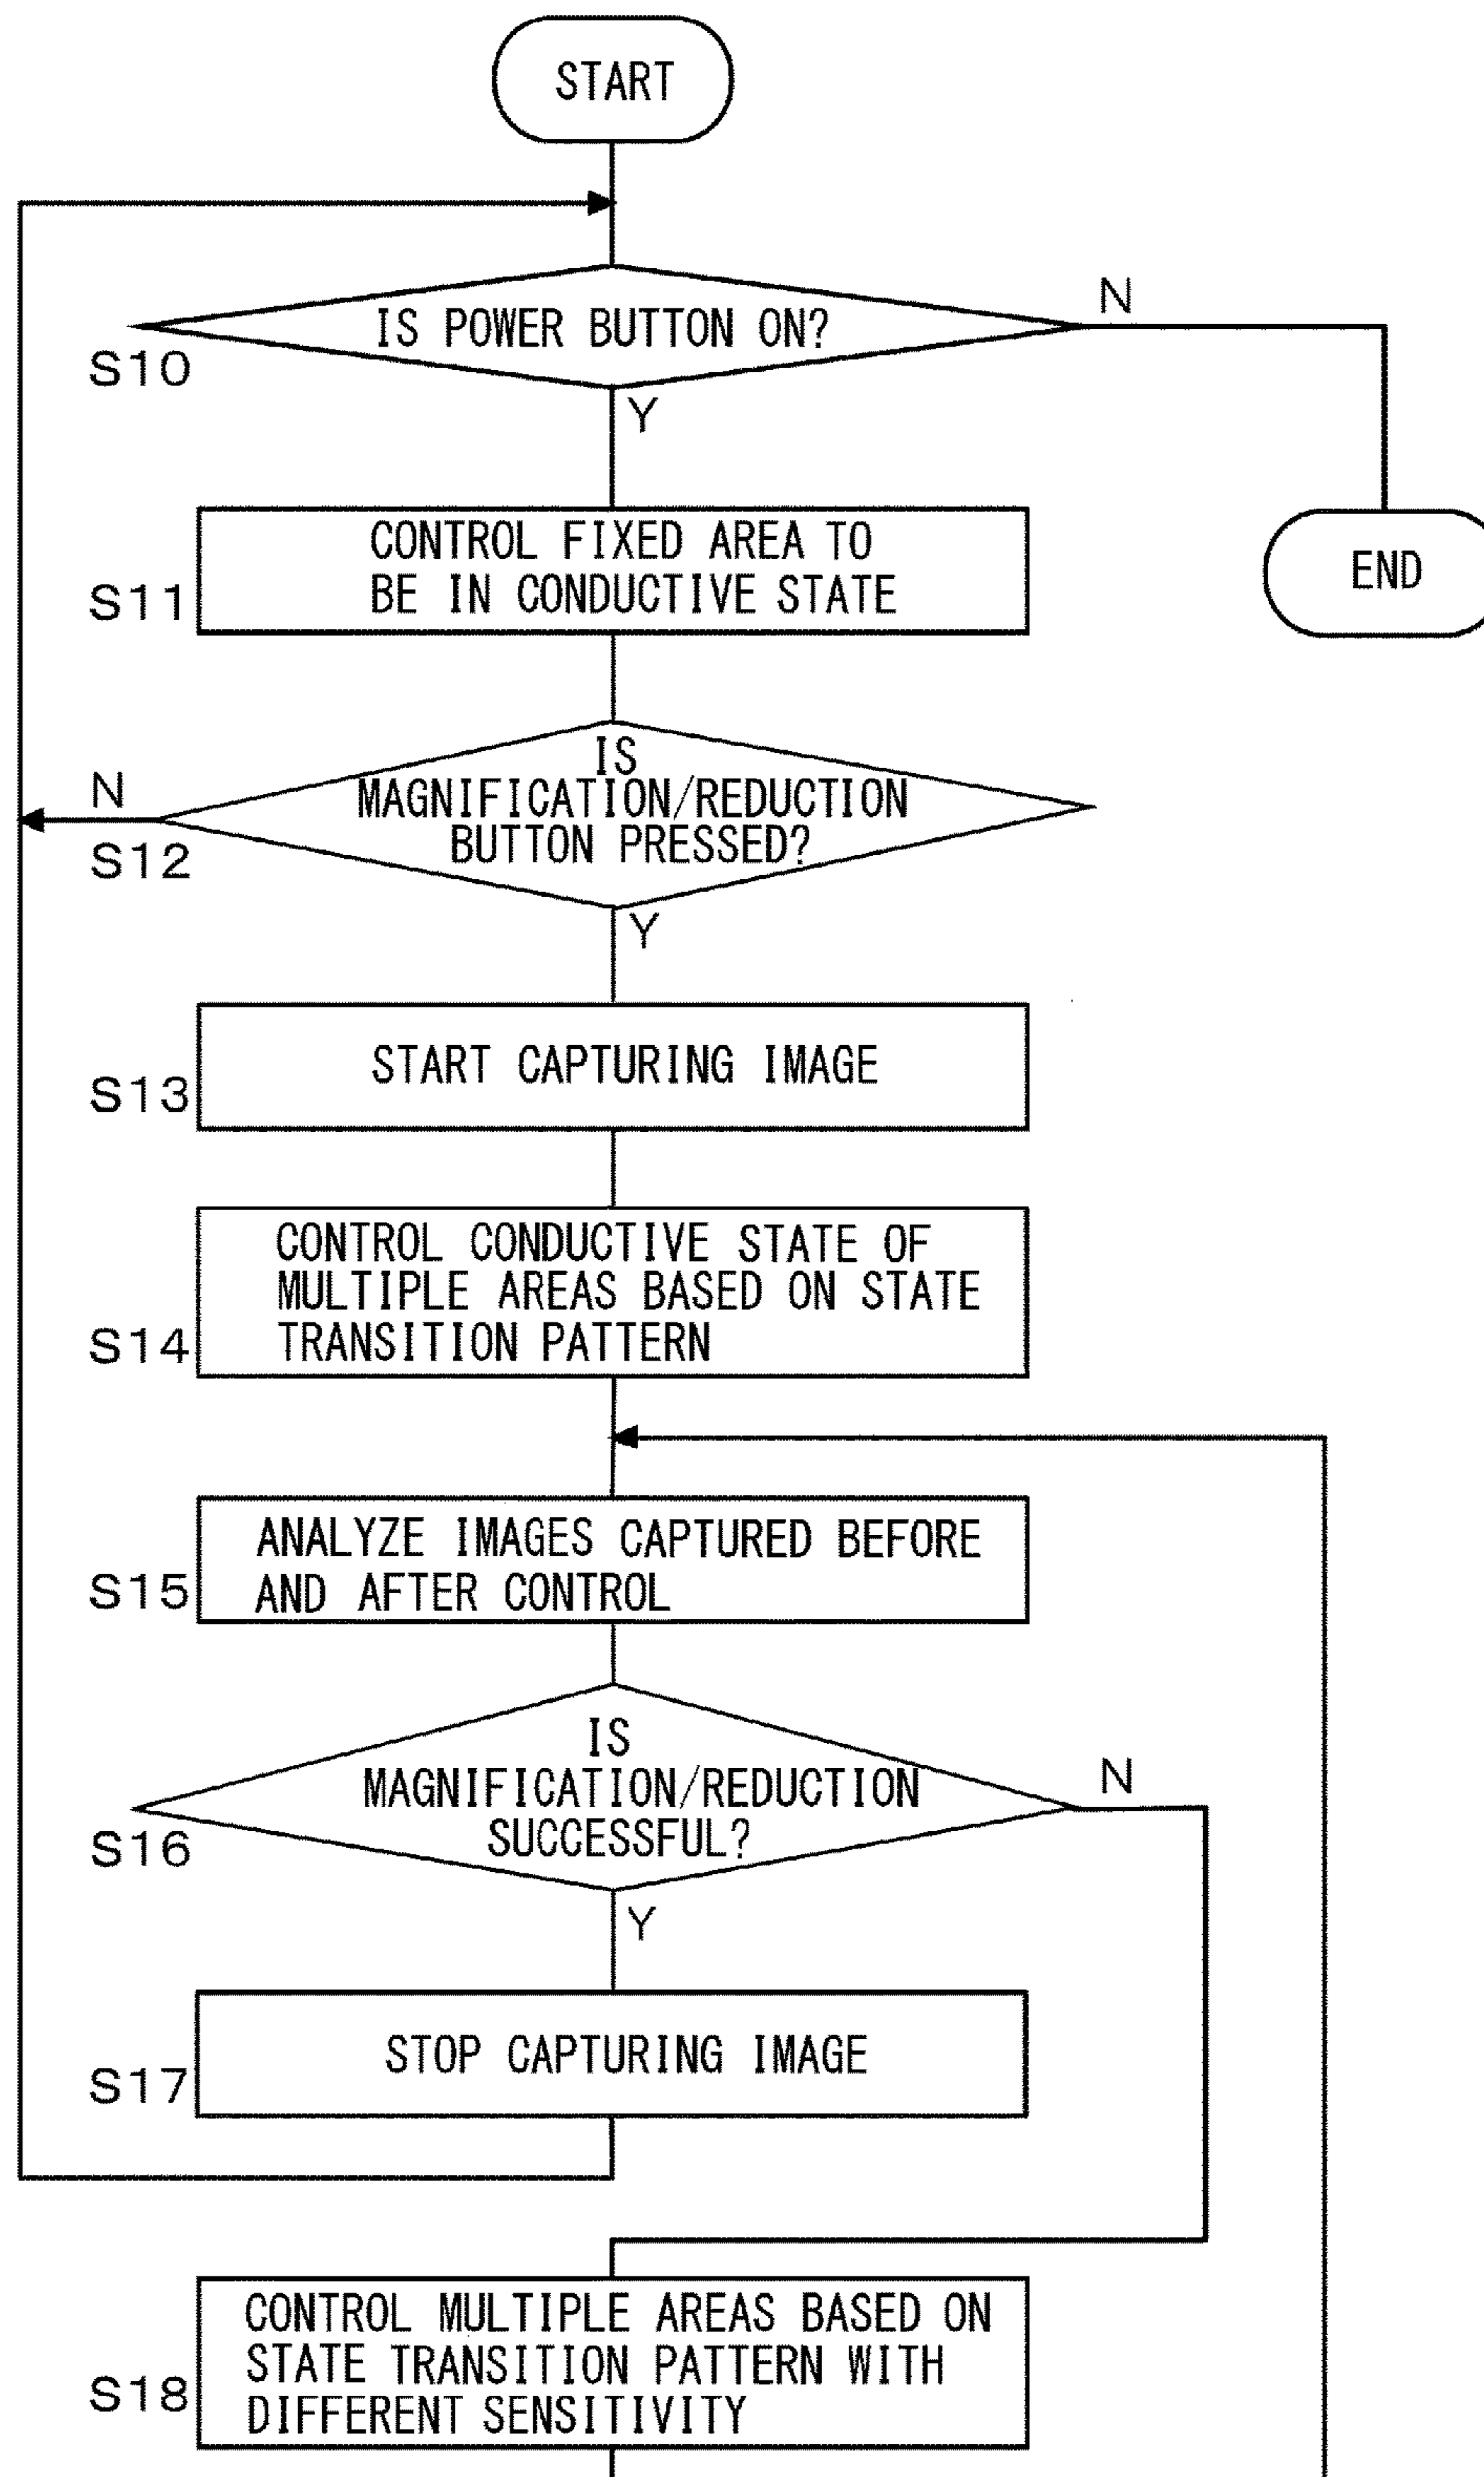 START
IS POWER BUTTON ON?
N
S10
Y
CONTROL FIXED AREA TO
BE IN CONDUCTIVE STATE
S11
END
IS
MAGNIFICATION/REDUCTION
BUTTON PRESSED?
N
S12
Y
START CAPTURING IMAGE
S13
CONTROL CONDUCTIVE STATE OF
MULTIPLE AREAS BASED ON STATE
TRANSITION PATTERN
S14
ANALYZE IMAGES CAPTURED BEFORE
AND AFTER CONTROL
S15
IS
MAGNIFICATION/REDUCTION
SUCCESSFUL?
N
S16
Y
STOP CAPTURING IMAGE
S17
CONTROL MULTIPLE AREAS BASED ON
STATE TRANSITION PATTERN WITH
DIFFERENT SENSITIVITY
S18